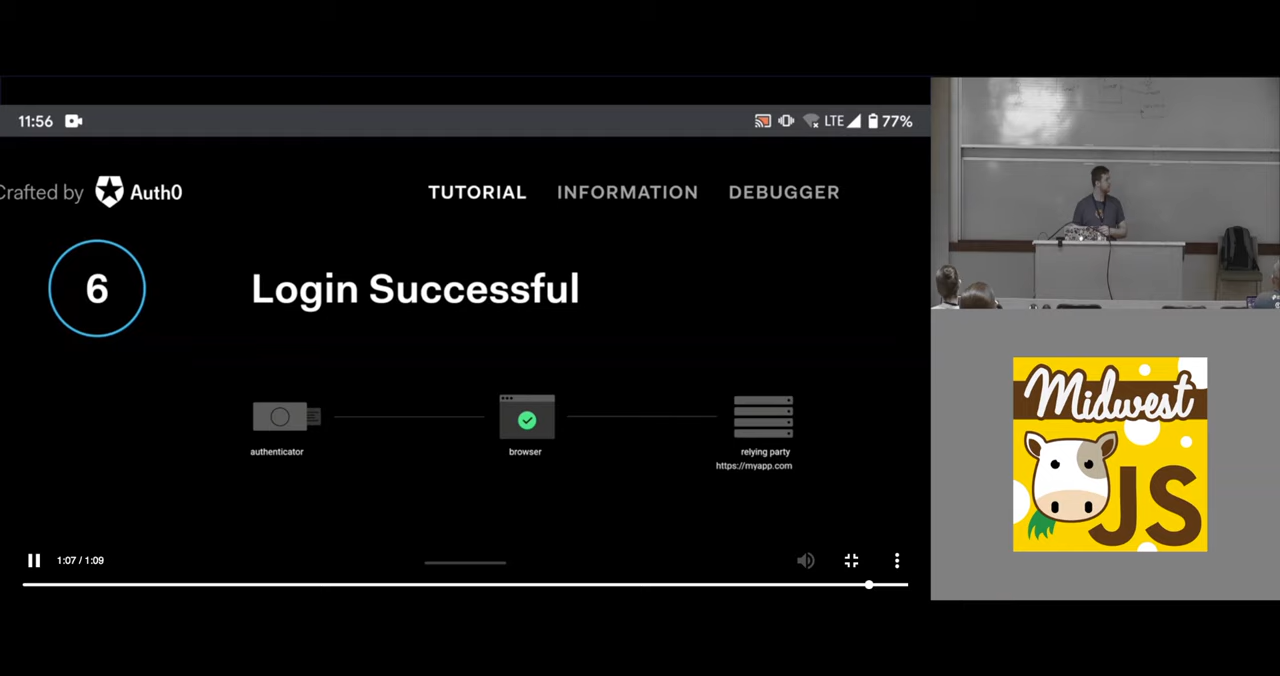 11:56 LTE 77%
Crafted by Auth0 TUTORIAL INFORMATION DEBUGGER
6 Login Successful
authenticator browser relying party
https://myapp.com
1:07 / 1:09
Midwest
JS